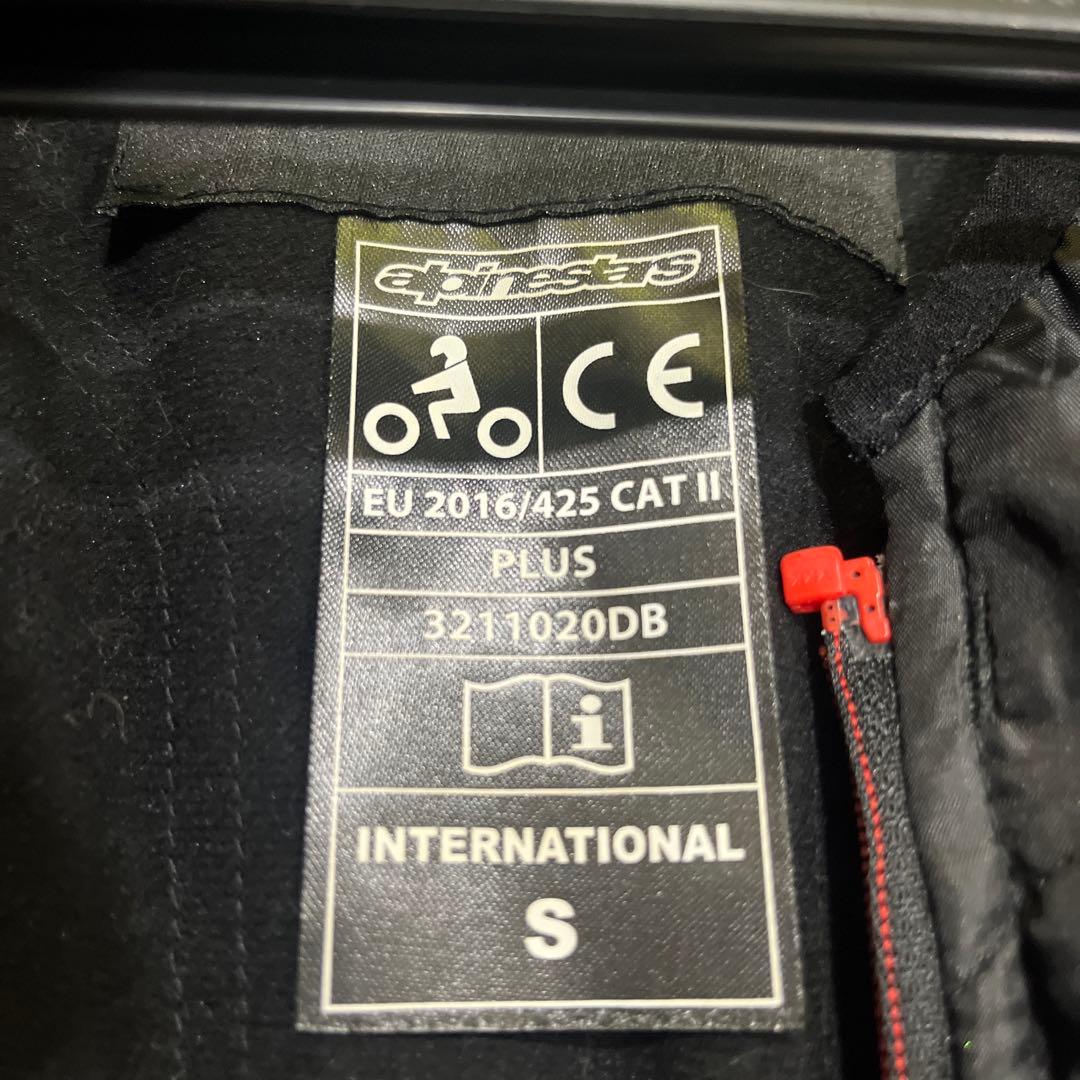 alpinestars
CE
EU 2016/425 CAT II
PLUS
3211020DB
i
INTERNATIONAL
S